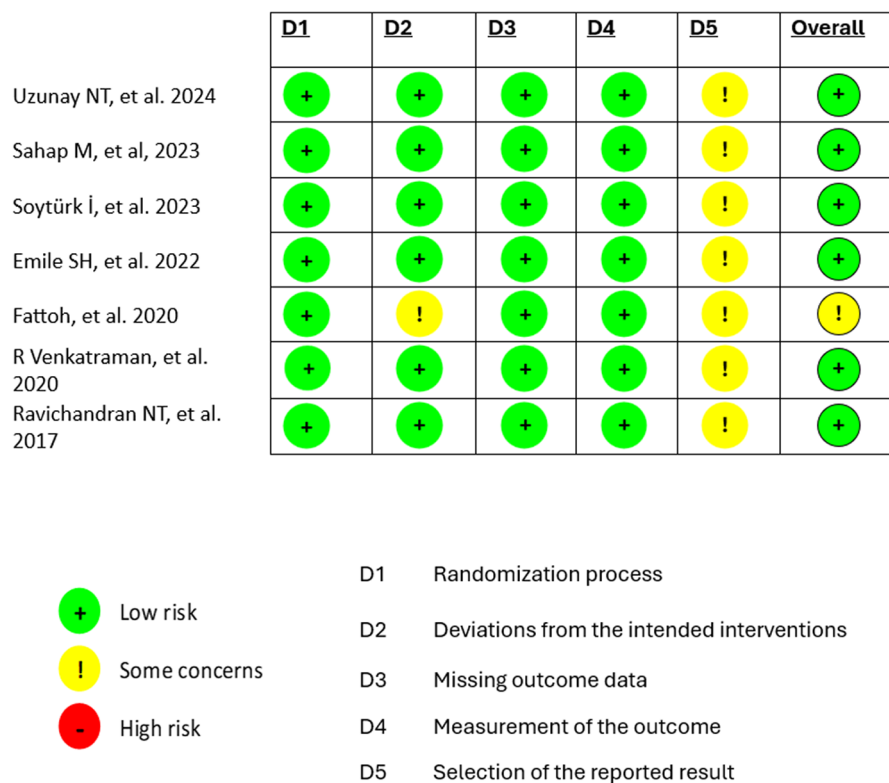 D1 D2 D3 D4 D5 Overall
Uzunay NT, et al. 2024 + + + + ! +
Sahap M, et al, 2023 + + + + ! +
Soytürk İ, et al. 2023 + + + + ! +
Emile SH, et al. 2022 + + + + ! +
Fattoh, et al. 2020 + ! + + ! !
R Venkatraman, et al.
2020 + + + + ! +
Ravichandran NT, et al.
2017 + + + + ! +
+ Low risk
! Some concerns
- High risk
D1 Randomization process
D2 Deviations from the intended interventions
D3 Missing outcome data
D4 Measurement of the outcome
D5 Selection of the reported result